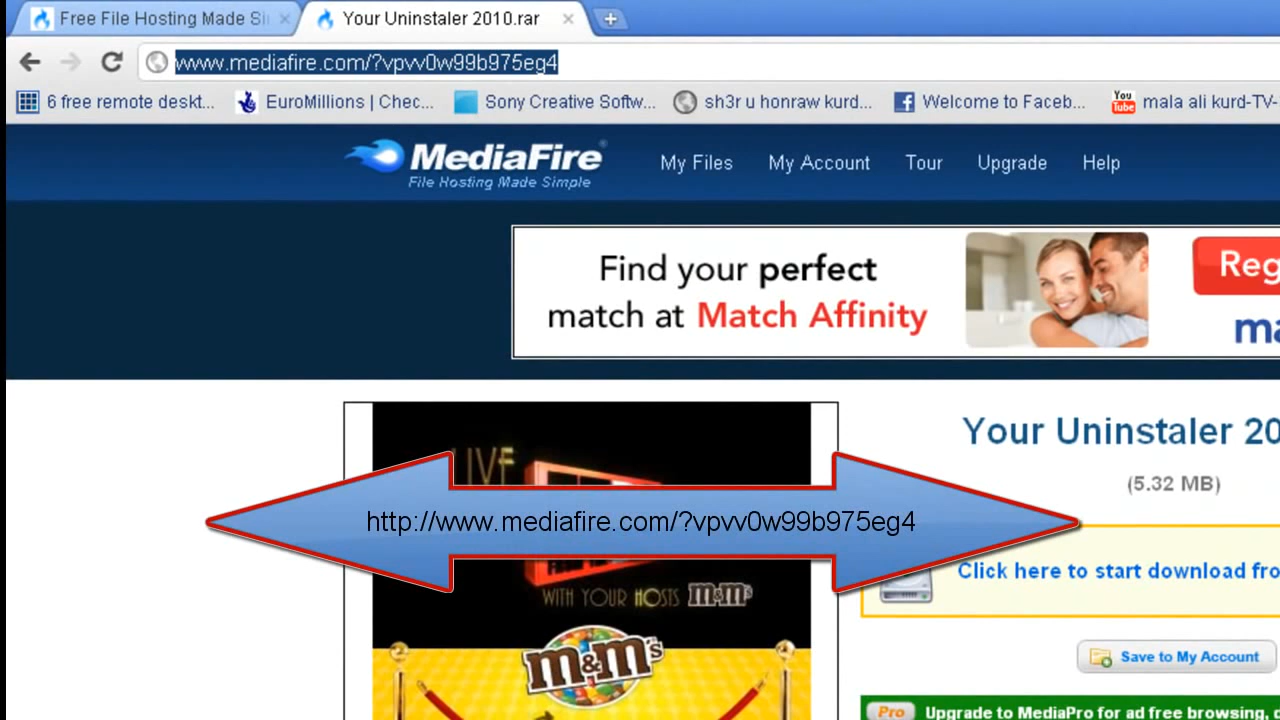 Free File Hosting Made Si
Your Uninstaler 2010.rar
www.mediafire.com/?vpvv0w99b975eg4
6 free remote deskt...
EuroMillions | Chec...
Sony Creative Softw...
sh3r u honraw kurd...
Welcome to Faceb...
You Tube
mala ali kurd-TV-
MediaFire
File Hosting Made Simple
My Files
My Account
Tour
Upgrade
Help
Find your perfect
match at Match Affinity
Reg
ma
Your Uninstaler 20
(5.32 MB)
LIVE
http://www.mediafire.com/?vpvv0w99b975eg4
Click here to start download fro
WITH YOUR HOSTS m&m's
m&m's
Save to My Account
Pro
Upgrade to MediaPro for ad free browsing,